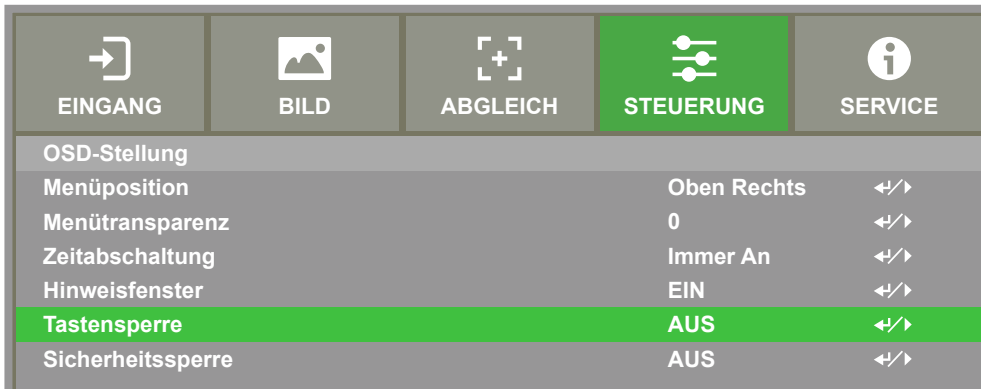 EINGANG BILD ABGLEICH STEUERUNG SERVICE
OSD-Stellung
Menüposition Oben Rechts
Menütransparenz 0
Zeitabschaltung Immer An
Hinweisfenster EIN
Tastensperre AUS
Sicherheitssperre AUS